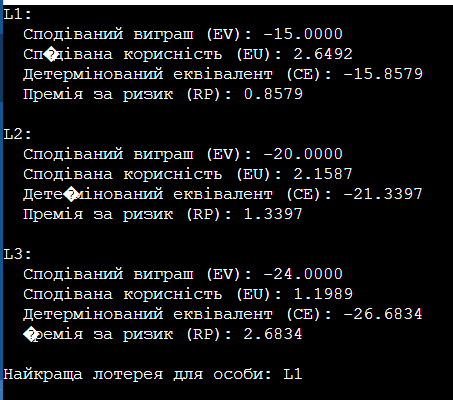 L1:
Сподіваний виграш (EV): -15.0000
Сп�дівана корисність (EU): 2.6492
Детермінований еквівалент (CE): -15.8579
Премія за ризик (RP): 0.8579
L2:
Сподіваний виграш (EV): -20.0000
Сподівана корисність (EU): 2.1587
Дете�мінований еквівалент (CE): -21.3397
Премія за ризик (RP): 1.3397
L3:
Сподіваний виграш (EV): -24.0000
Сподівана корисність (EU): 1.1989
Детермінований еквівалент (CE): -26.6834
�ремія за ризик (RP): 2.6834
Найкраща лотерея для особи: L1